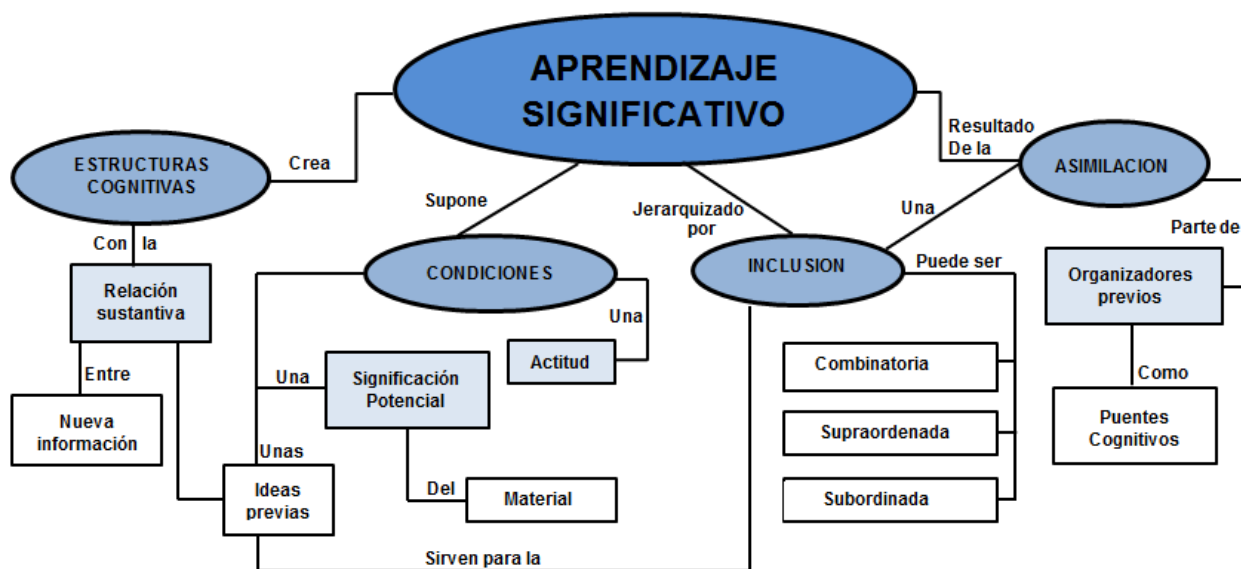 APRENDIZAJE
SIGNIFICATIVO
Resultado
De la
ESTRUCTURAS
COGNITIVAS
Crea
ASIMILACION
Supone
Jerarquizado
por
Una
Con la
Parte de
CONDICIONES
INCLUSION
Puede ser
Relación
sustantiva
Organizadores
previos
Una
Actitud
Combinatoria
Entre
Una
Significación
Potencial
Como
Nueva
información
Supraordenada
Puentes
Cognitivos
Unas
Ideas
previas
Del
Material
Subordinada
Sirven para la